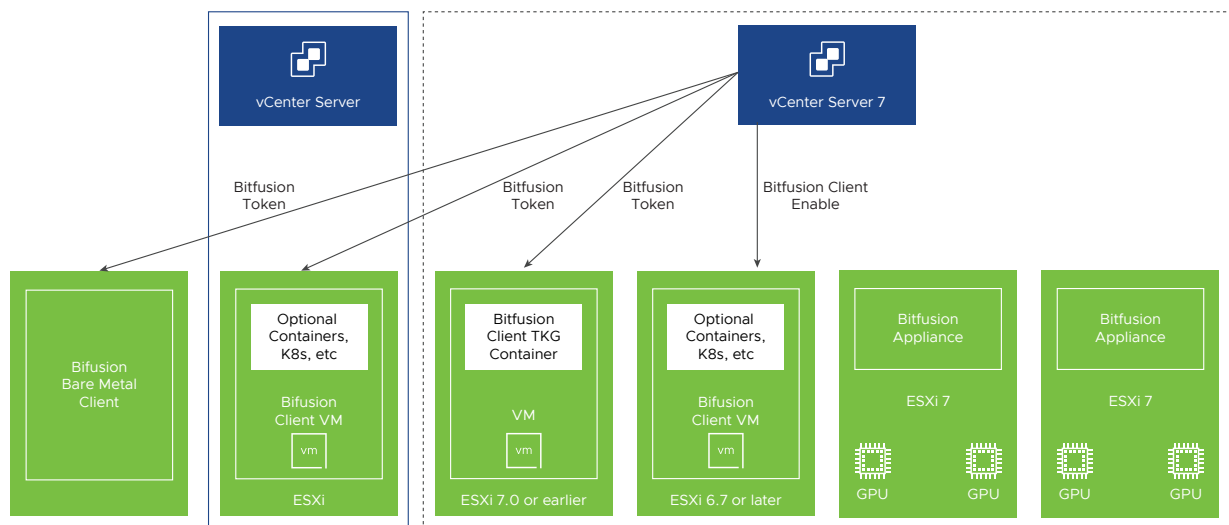 vCenter Server
vCenter Server 7
Bitfusion
Token
Bitfusion
Token
Bitfusion
Token
Bitfusion Client
Enable
Bifusion
Bare Metal
Client
Optional
Containers,
K8s, etc
Bifusion
Client VM
vm
ESXi
Bitfusion
Client TKG
Container
VM
vm
ESXi 7.0 or earlier
Optional
Containers,
K8s, etc
Bifusion
Client VM
vm
ESXi 6.7 or later
Bitfusion
Appliance
ESXi 7
GPU
GPU
Bitfusion
Appliance
ESXi 7
GPU
GPU